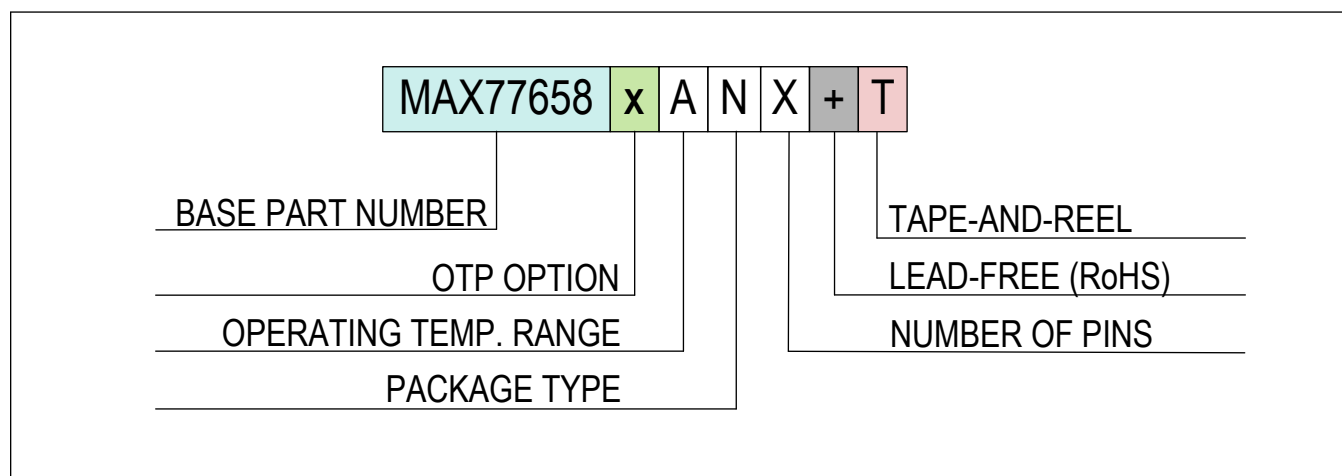 MAX77658 x A N X + T
BASE PART NUMBER
OTP OPTION
OPERATING TEMP. RANGE
PACKAGE TYPE
TAPE-AND-REEL
LEAD-FREE (RoHS)
NUMBER OF PINS